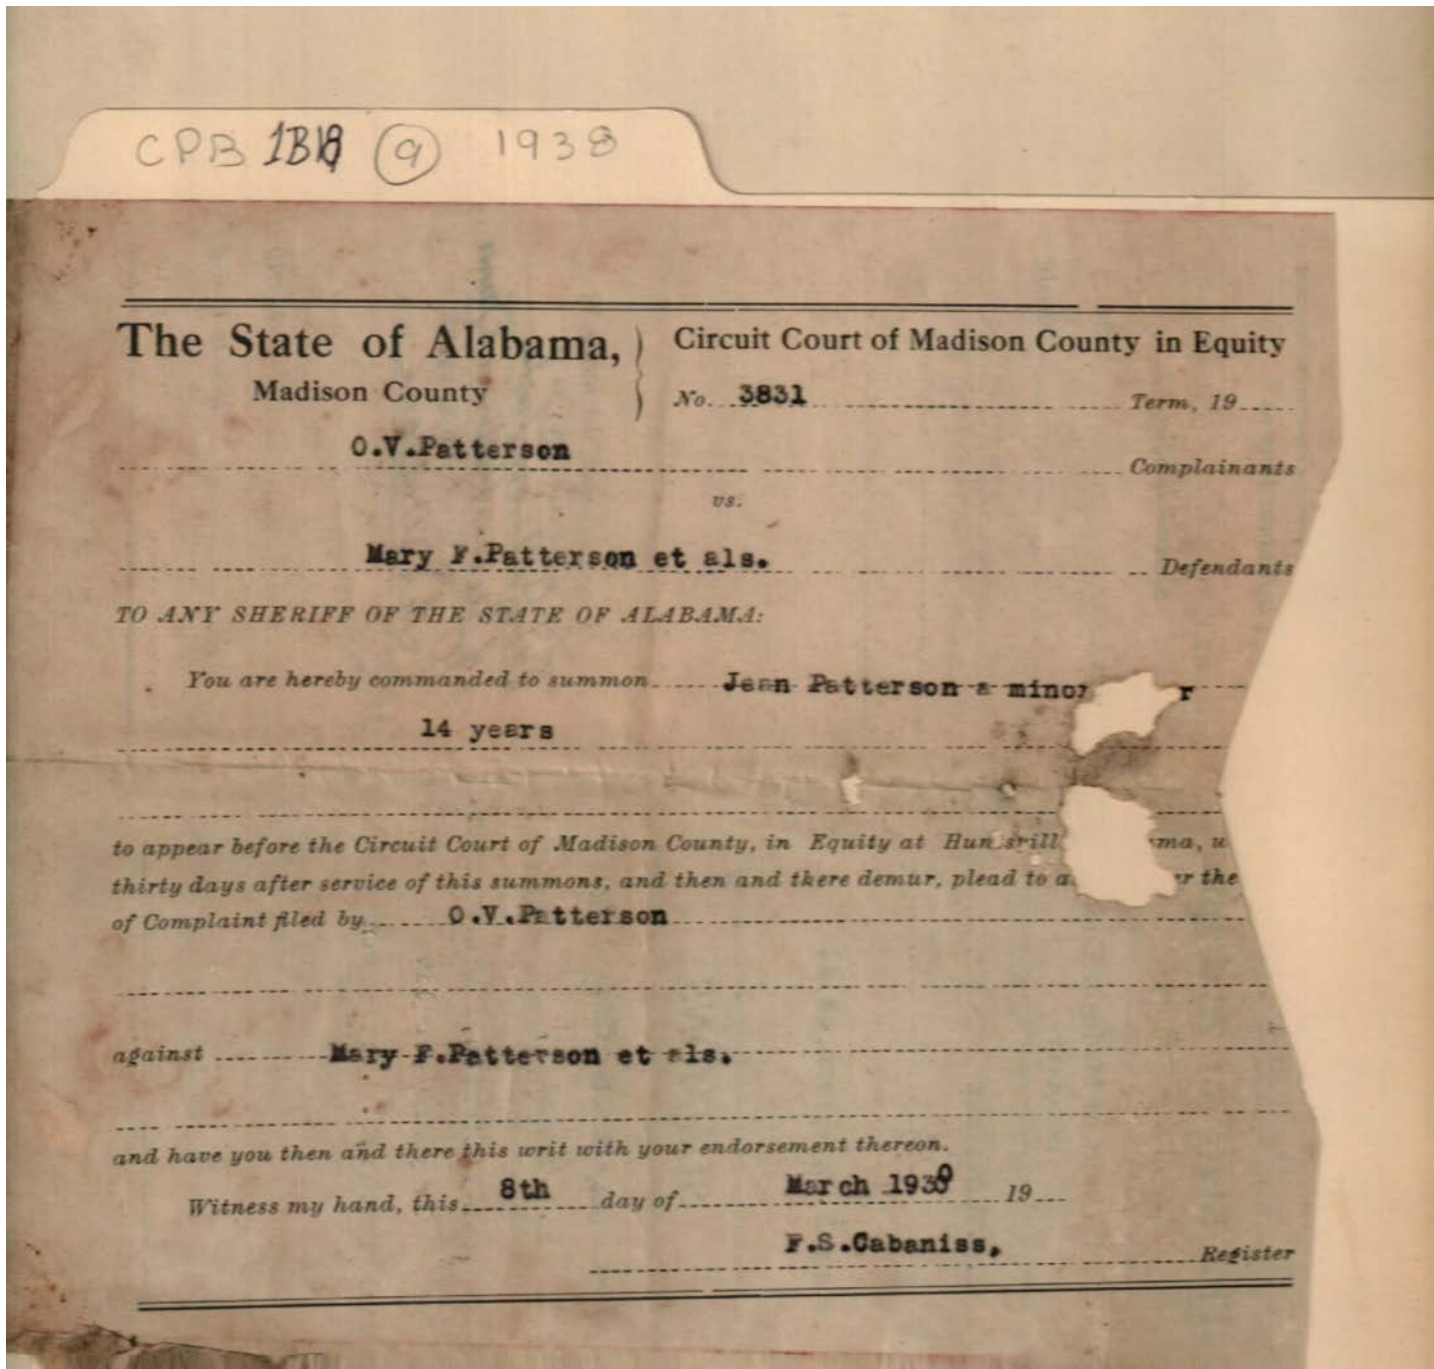 CPB 1B18 9 1938
The State of Alabama, Circuit Court of Madison County in Equity
Madison County No. 3831 Term, 19
O.V.Patterson Complainants
vs.
Mary F.Patterson et als. Defendants
TO ANY SHERIFF OF THE STATE OF ALABAMA:
You are hereby commanded to summon Jean Patterson a minor
14 years
to appear before the Circuit Court of Madison County, in Equity at
thirty days after service of this summons, and then and there demur, plead to the
of Complaint filed by O.V.Patterson
against Mary F.Patterson et als.
and have you then and there this writ with your endorsement thereon.
Witness my hand, this 8th day of March 19
F.S.Cabaniss, Register